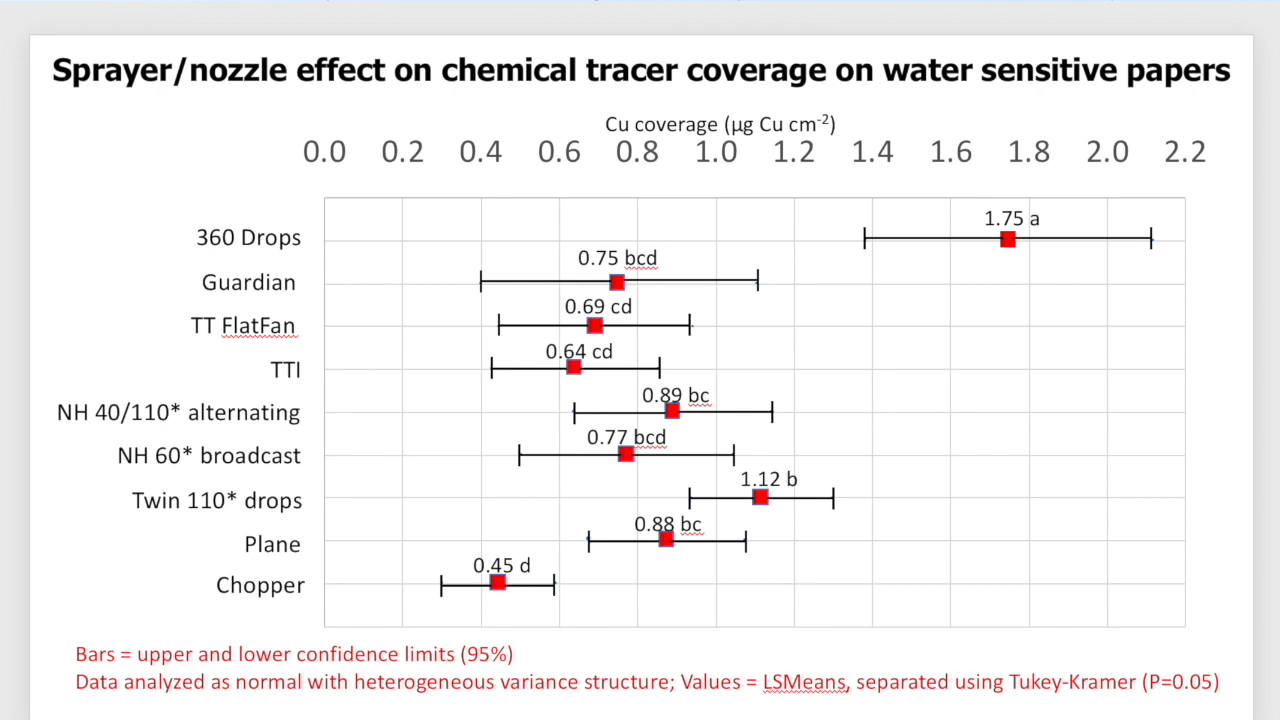 Sprayer/nozzle effect on chemical tracer coverage on water sensitive papers
Cu coverage (µg Cu cm⁻²)
0.0 0.2 0.4 0.6 0.8 1.0 1.2 1.4 1.6 1.8 2.0 2.2
360 Drops 1.75 a
Guardian 0.75 bcd
TT FlatFan 0.69 cd
TTI 0.64 cd
NH 40/110* alternating 0.89 bc
NH 60* broadcast 0.77 bcd
Twin 110* drops 1.12 b
Plane 0.88 bc
Chopper 0.45 d
Bars = upper and lower confidence limits (95%)
Data analyzed as normal with heterogeneous variance structure; Values = LSMeans, separated using Tukey-Kramer (P=0.05)